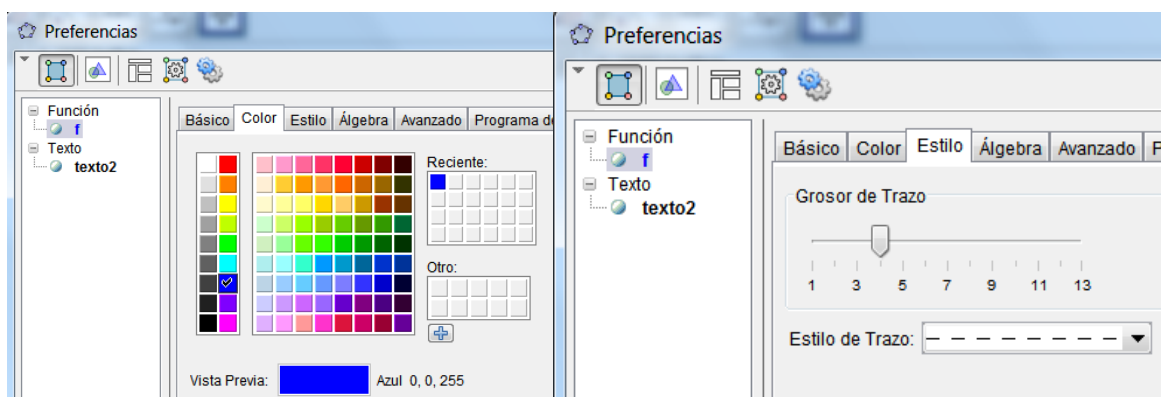 Preferencias
Función
f
Texto
texto2
Básico Color Estilo Álgebra Avanzado Programa de
Reciente:
Otro:
Vista Previa: Azul 0, 0, 255
Preferencias
Función
f
Texto
texto2
Básico Color Estilo Álgebra Avanzado P
Grosor de Trazo
1 3 5 7 9 11 13
Estilo de Trazo: